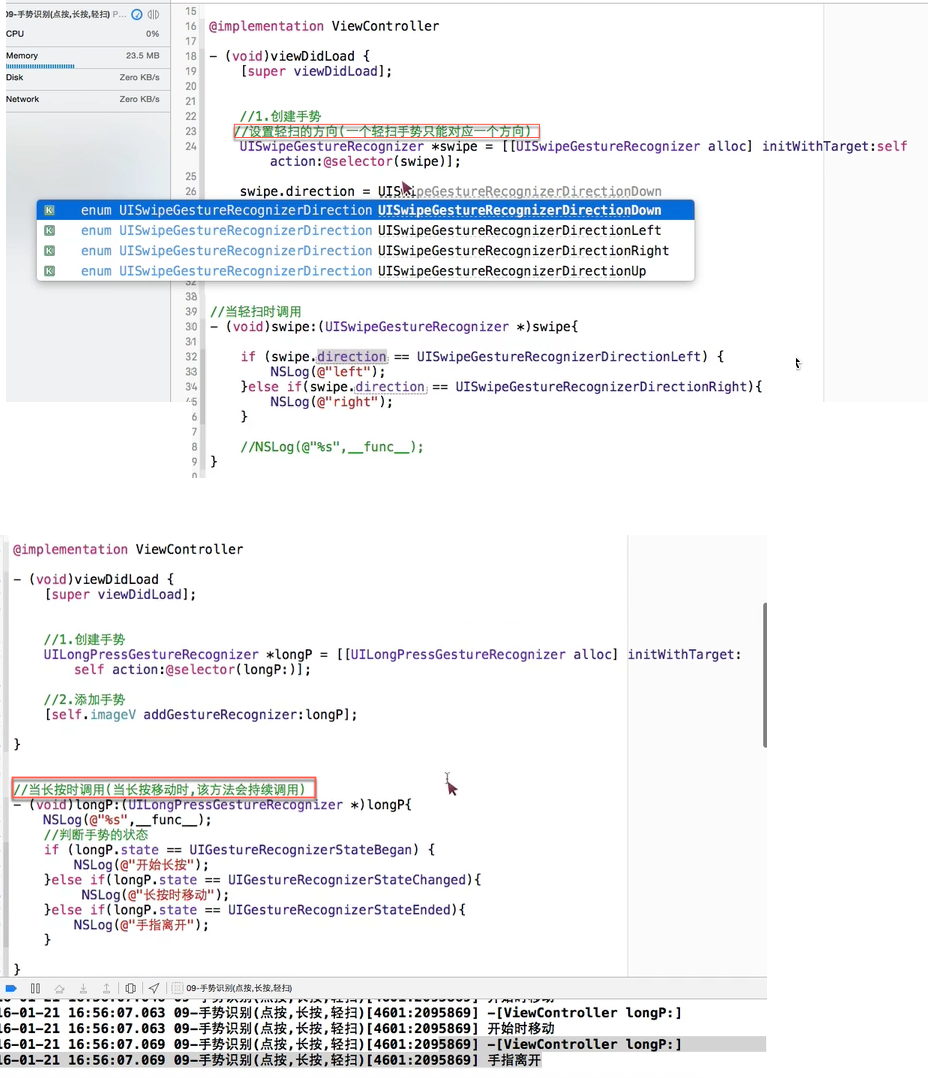 09-手势识别(点按,长按,轻扫) P...
CPU 0%
Memory 23.5 MB
Disk Zero KB/s
Network Zero KB/s
15
16 @implementation ViewController
17
18 - (void)viewDidLoad {
19 [super viewDidLoad];
20
21
22 //1.创建手势
23 //设置轻扫的方向(一个轻扫手势只能对应一个方向)
24 UISwipeGestureRecognizer *swipe = [[UISwipeGestureRecognizer alloc] initWithTarget:self
action:@selector(swipe)];
25
26 swipe.direction = UISwipeGestureRecognizerDirectionDown
K enum UISwipeGestureRecognizerDirection UISwipeGestureRecognizerDirectionDown
K enum UISwipeGestureRecognizerDirection UISwipeGestureRecognizerDirectionLeft
K enum UISwipeGestureRecognizerDirection UISwipeGestureRecognizerDirectionRight
K enum UISwipeGestureRecognizerDirection UISwipeGestureRecognizerDirectionUp
32
38
39 //当轻扫时调用
30 - (void)swipe:(UISwipeGestureRecognizer *)swipe{
31
32 if (swipe.direction == UISwipeGestureRecognizerDirectionLeft) {
33 NSLog(@"left");
34 }else if(swipe.direction == UISwipeGestureRecognizerDirectionRight){
45 NSLog(@"right");
6 }
7
8 //NSLog(@"%s",__func__);
9 }
0
@implementation ViewController
- (void)viewDidLoad {
[super viewDidLoad];
//1.创建手势
UILongPressGestureRecognizer *longP = [[UILongPressGestureRecognizer alloc] initWithTarget:
self action:@selector(longP:)];
//2.添加手势
[self.imageV addGestureRecognizer:longP];
}
//当长按时调用(当长按移动时,该方法会持续调用)
- (void)longP:(UILongPressGestureRecognizer *)longP{
NSLog(@"%s",__func__);
//判断手势的状态
if (longP.state == UIGestureRecognizerStateBegan) {
NSLog(@"开始长按");
}else if(longP.state == UIGestureRecognizerStateChanged){
NSLog(@"长按时移动");
}else if(longP.state == UIGestureRecognizerStateEnded){
NSLog(@"手指离开");
}
}
09-手势识别(点按,长按,轻扫)
16-01-21 16:56:07.063 09-手势识别(点按,长按,轻扫)[4601:2095869] -[ViewController longP:]
16-01-21 16:56:07.063 09-手势识别(点按,长按,轻扫)[4601:2095869] 开始时移动
16-01-21 16:56:07.069 09-手势识别(点按,长按,轻扫)[4601:2095869] -[ViewController longP:]
16-01-21 16:56:07.069 09-手势识别(点按,长按,轻扫)[4601:2095869] 手指离开